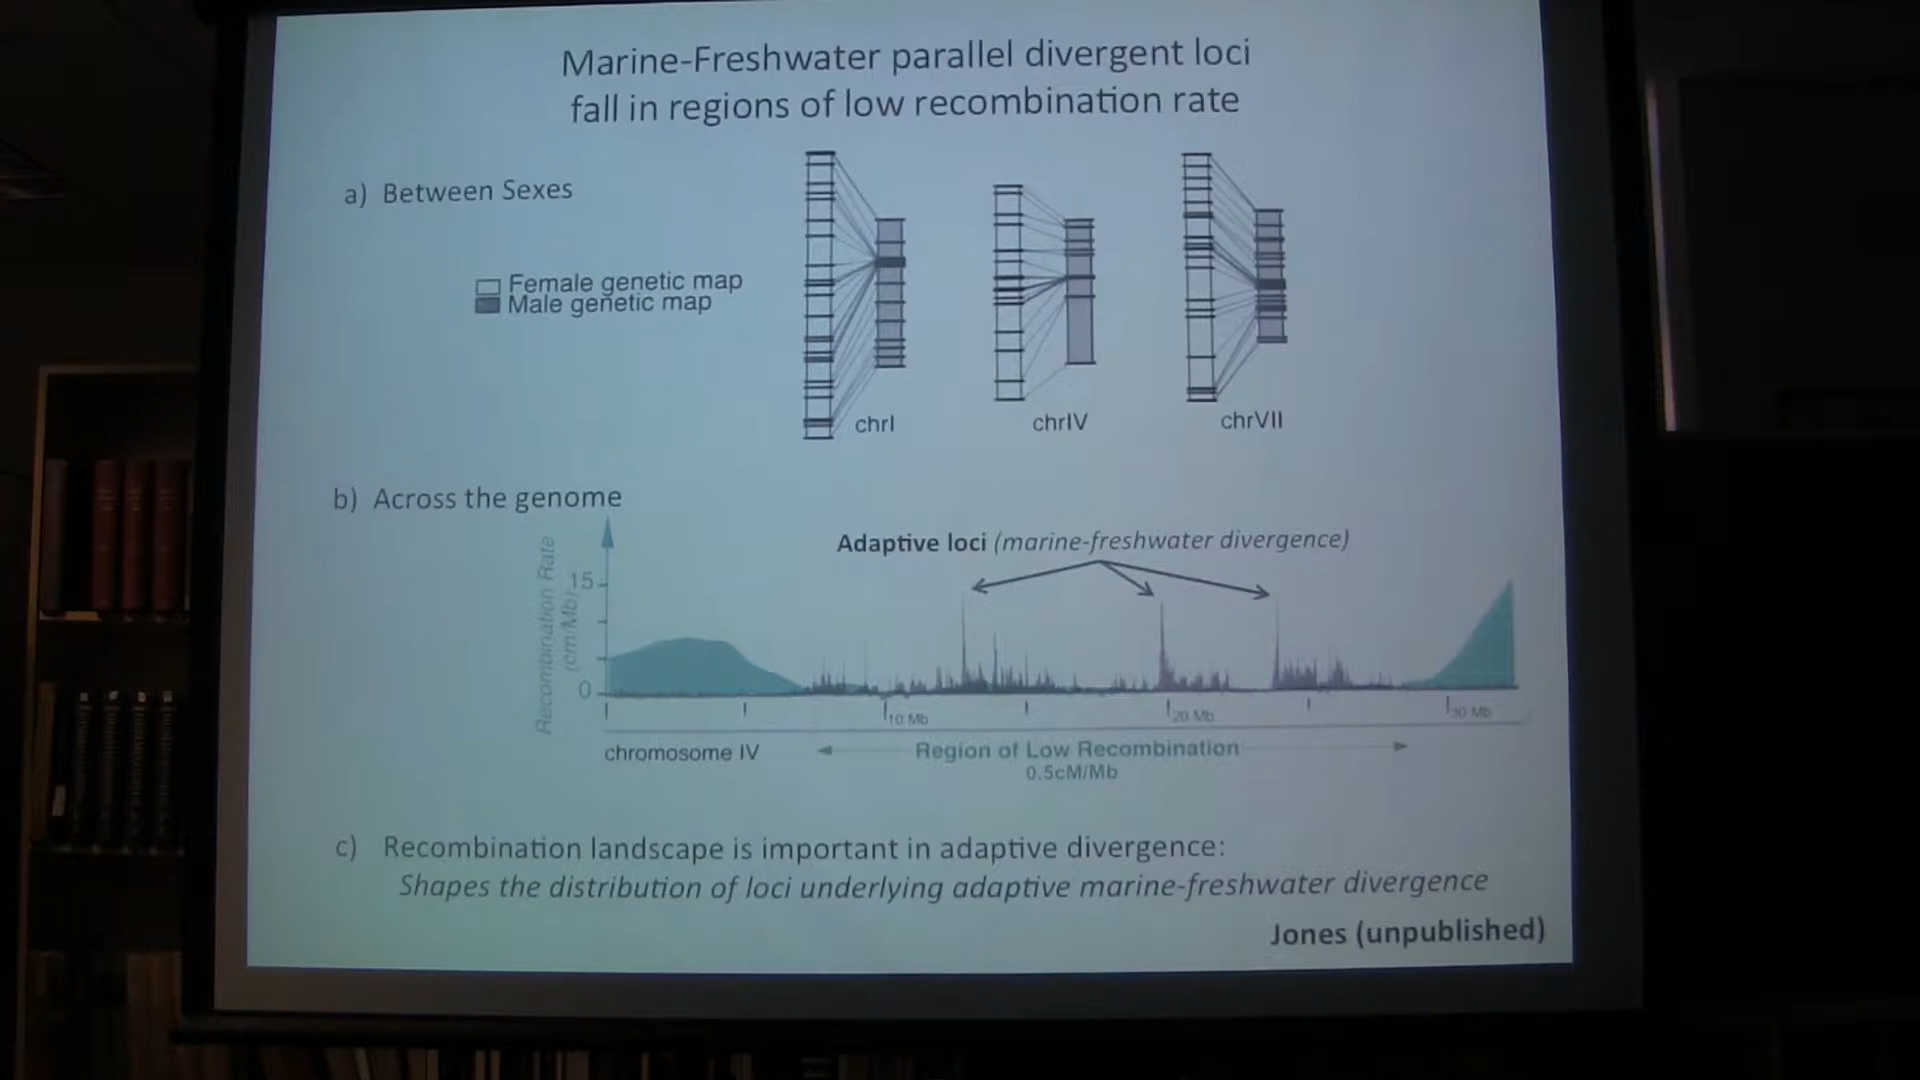 Marine-Freshwater parallel divergent loci
fall in regions of low recombination rate
a) Between Sexes
Female genetic map
Male genetic map
chrI
chrIV
chrVII
b) Across the genome
Adaptive loci (marine-freshwater divergence)
Recombination Rate
(cm/Mb)
15
0
10 Mb
20 Mb
30 Mb
chromosome IV
Region of Low Recombination
0.5cM/Mb
c) Recombination landscape is important in adaptive divergence:
Shapes the distribution of loci underlying adaptive marine-freshwater divergence
Jones (unpublished)